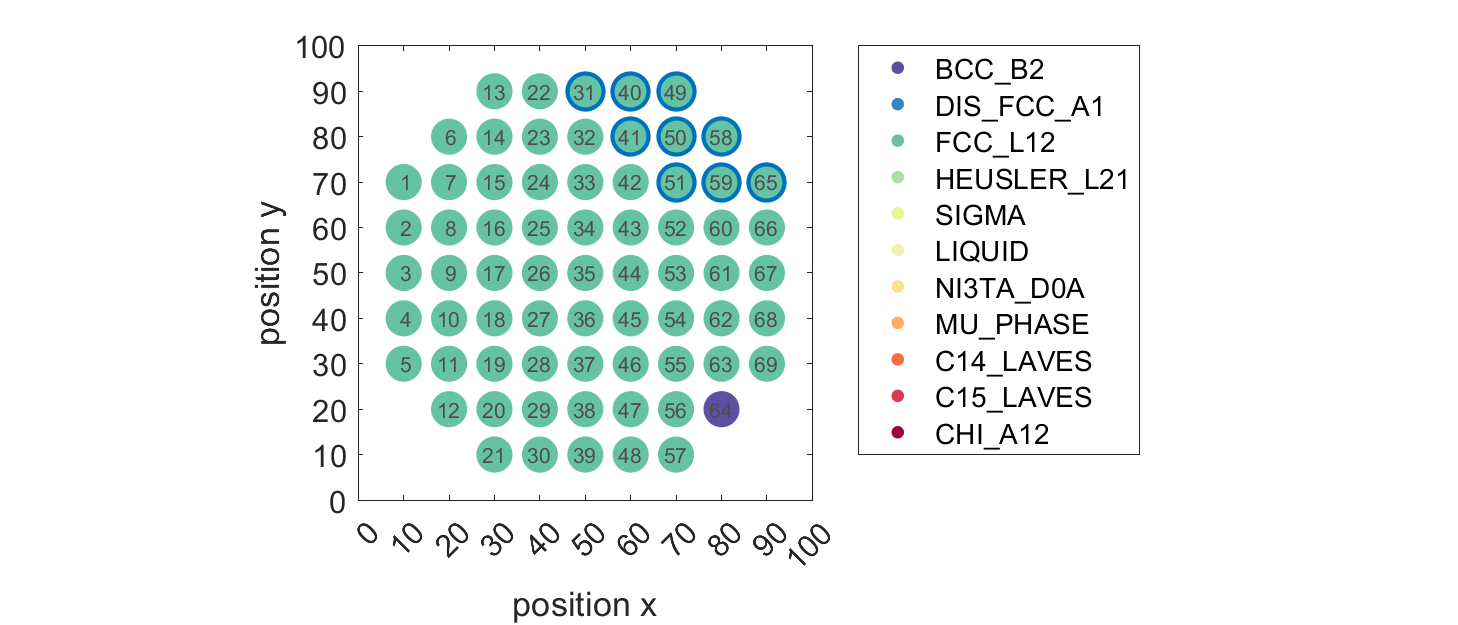 100
90
80
70
60
50
40
30
20
10
0
position y
13 22 31 40 49
6 14 23 32 41 50 58
1 7 15 24 33 42 51 59 65
2 8 16 25 34 43 52 60 66
3 9 17 26 35 44 53 61 67
4 10 18 27 36 45 54 62 68
5 11 19 28 37 46 55 63 69
12 20 29 38 47 56 64
21 30 39 48 57
0 10 20 30 40 50 60 70 80 90 100
position x
BCC_B2
DIS_FCC_A1
FCC_L12
HEUSLER_L21
SIGMA
LIQUID
NI3TA_D0A
MU_PHASE
C14_LAVES
C15_LAVES
CHI_A12